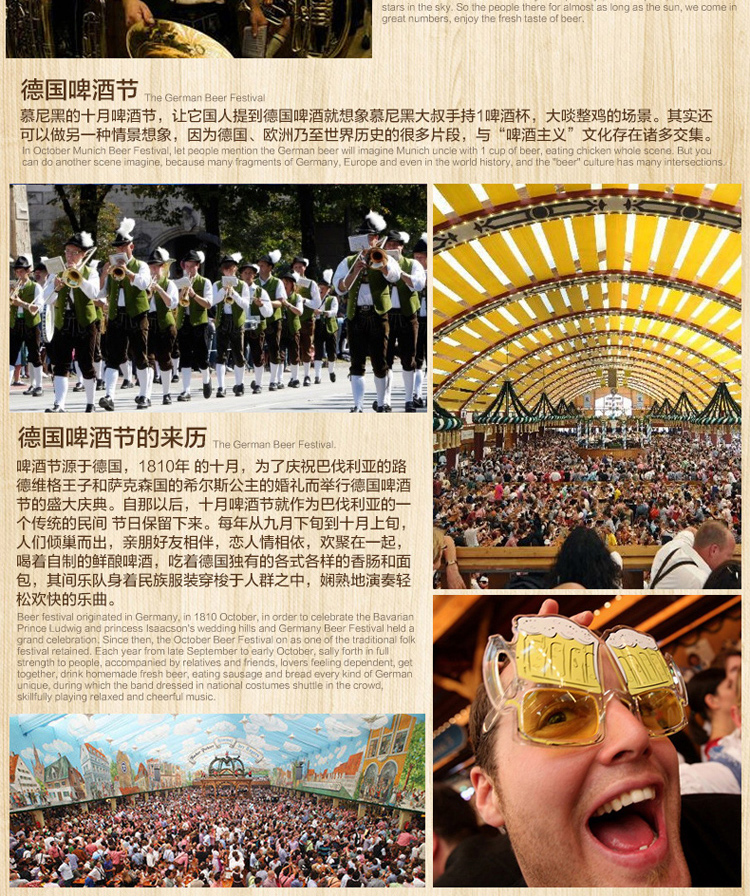 stars in the sky. So the people there for almost as long as the sun, we come in
great numbers, enjoy the fresh taste of beer.
德国啤酒节 The German Beer Festival
慕尼黑的十月啤酒节，让它国人提到德国啤酒就想象慕尼黑大叔手持1啤酒杯，大啖整鸡的场景。其实还
可以做另一种情景想象，因为德国、欧洲乃至世界历史的很多片段，与“啤酒主义”文化存在诸多交集。
In October Munich Beer Festival, let people mention the German beer will imagine Munich uncle with 1 cup of beer, eating chicken whole scene. But you
can do another scene imagine, because many fragments of Germany, Europe and even in the world history, and the "beer" culture has many intersections.
德国啤酒节的来历 The German Beer Festival.
啤酒节源于德国，1810年 的十月，为了庆祝巴伐利亚的路
德维格王子和萨克森国的希尔斯公主的婚礼而举行德国啤酒
节的盛大庆典。自那以后，十月啤酒节就作为巴伐利亚的一
个传统的民间 节日保留下来。每年从九月下旬到十月上旬，
人们倾巢而出，亲朋好友相伴，恋人情相依，欢聚在一起，
喝着自制的鲜酿啤酒，吃着德国独有的各式各样的香肠和面
包，其间乐队身着民族服装穿梭于人群之中，娴熟地演奏轻
松欢快的乐曲。
Beer festival originated in Germany, in 1810 October, in order to celebrate the Bavarian
Prince Ludwig and princess Isaacson's wedding hills and Germany Beer Festival held a
grand celebration. Since then, the October Beer Festival on as one of the traditional folk
festival retained. Each year from late September to early October, sally forth in full
strength to people, accompanied by relatives and friends, lovers feeling dependent, get
together, drink homemade fresh beer, eating sausage and bread every kind of German
unique, during which the band dressed in national costumes shuttle in the crowd,
skillfully playing relaxed and cheerful music.